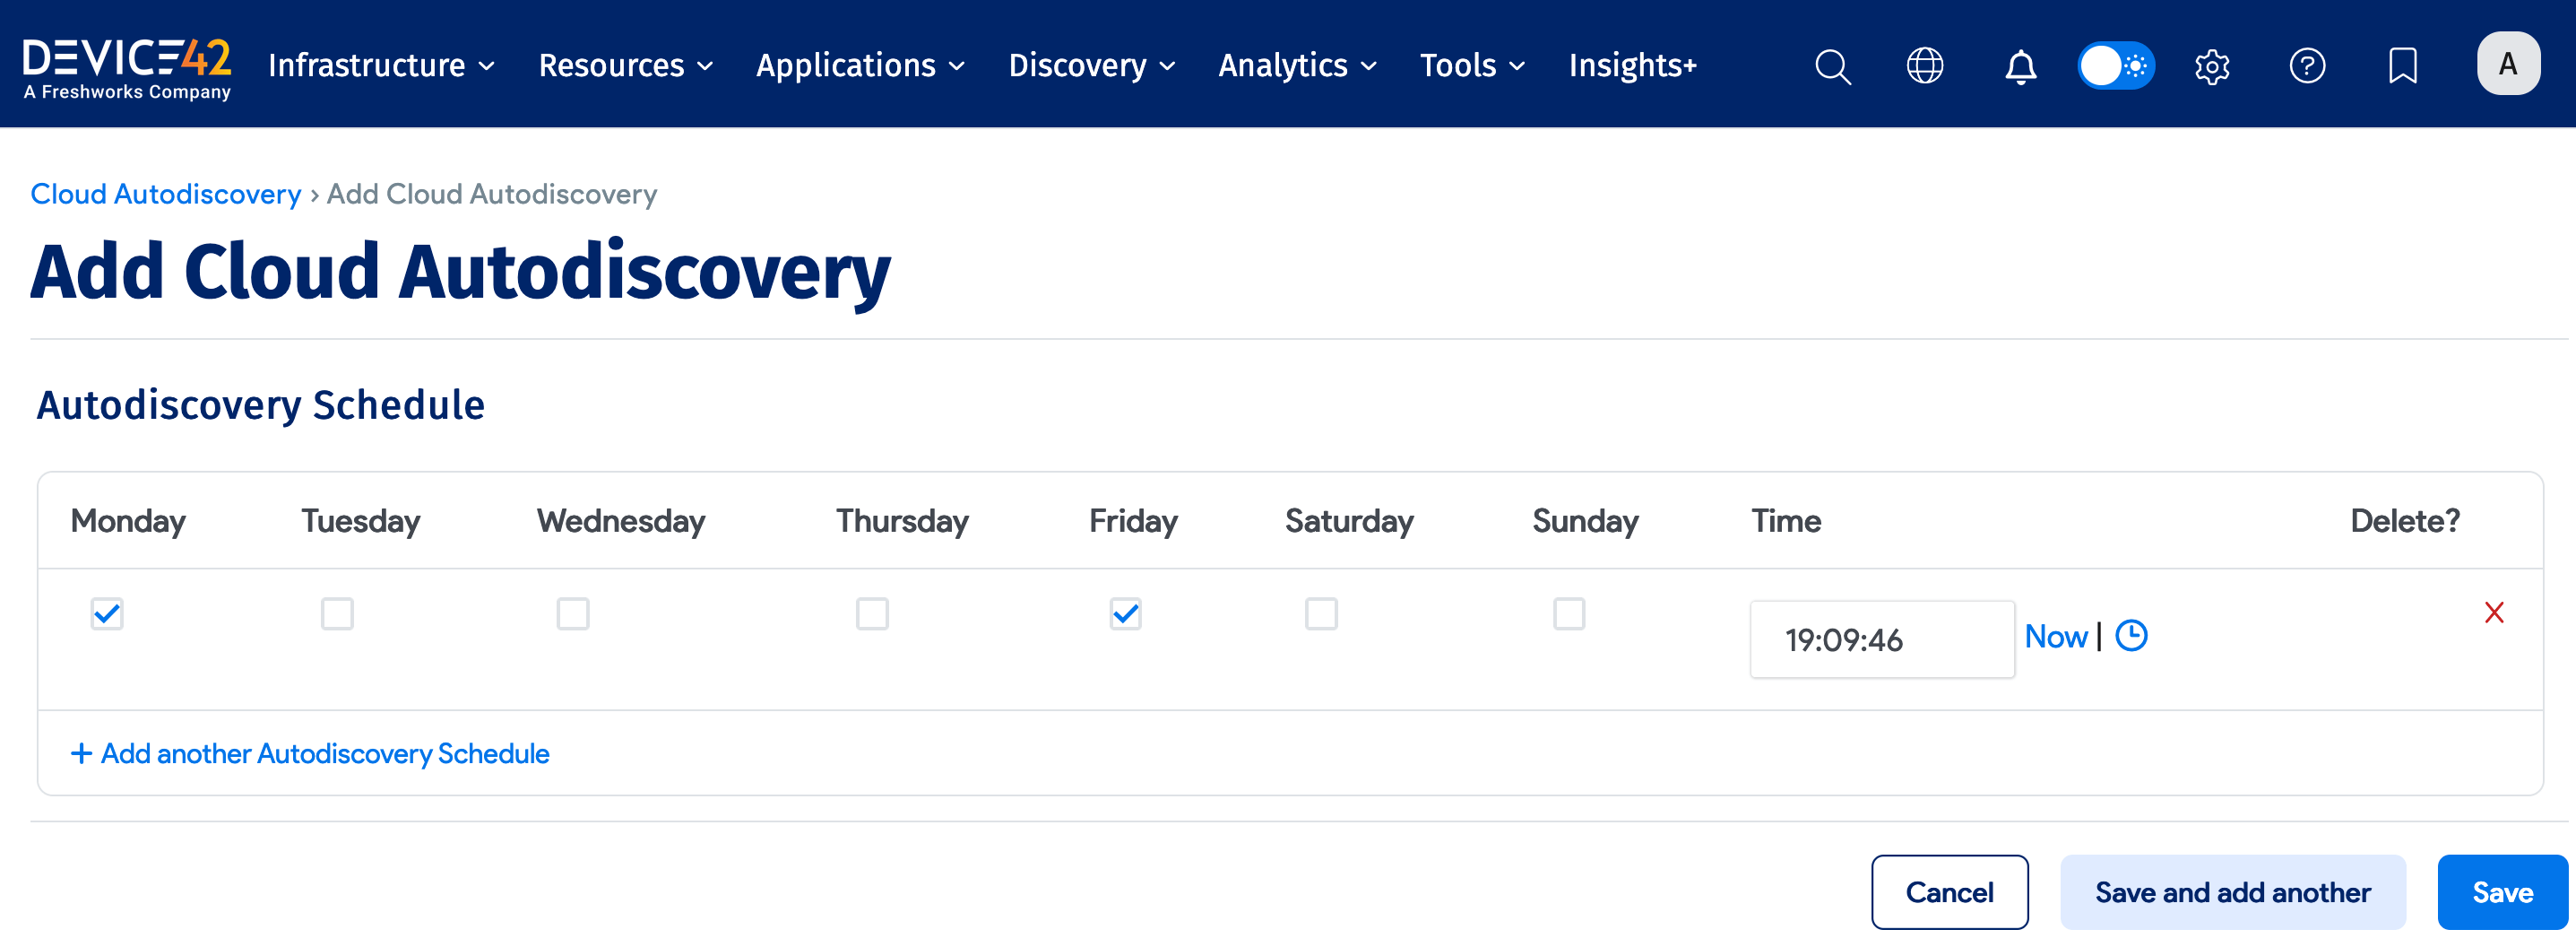 DEVICE42
A Freshworks Company
Infrastructure Resources Applications Discovery Analytics Tools Insights+ A
Cloud Autodiscovery › Add Cloud Autodiscovery
Add Cloud Autodiscovery
Autodiscovery Schedule
Monday Tuesday Wednesday Thursday Friday Saturday Sunday Time Delete?
19:09:46 Now |
+ Add another Autodiscovery Schedule
Cancel Save and add another Save